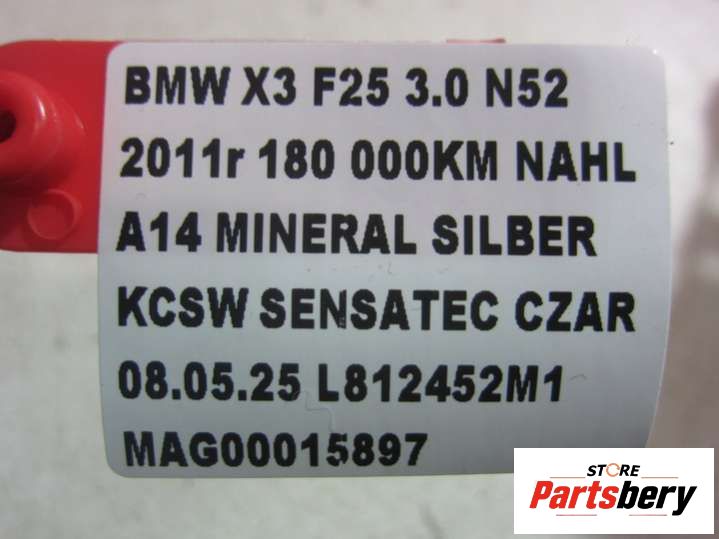 BMW X3 F25 3.0 N52
2011r 180 000KM NAHL
A14 MINERAL SILBER
KCSW SENSATEC CZAR
08.05.25 L812452M1
MAG00015897
STORE
Partsbery